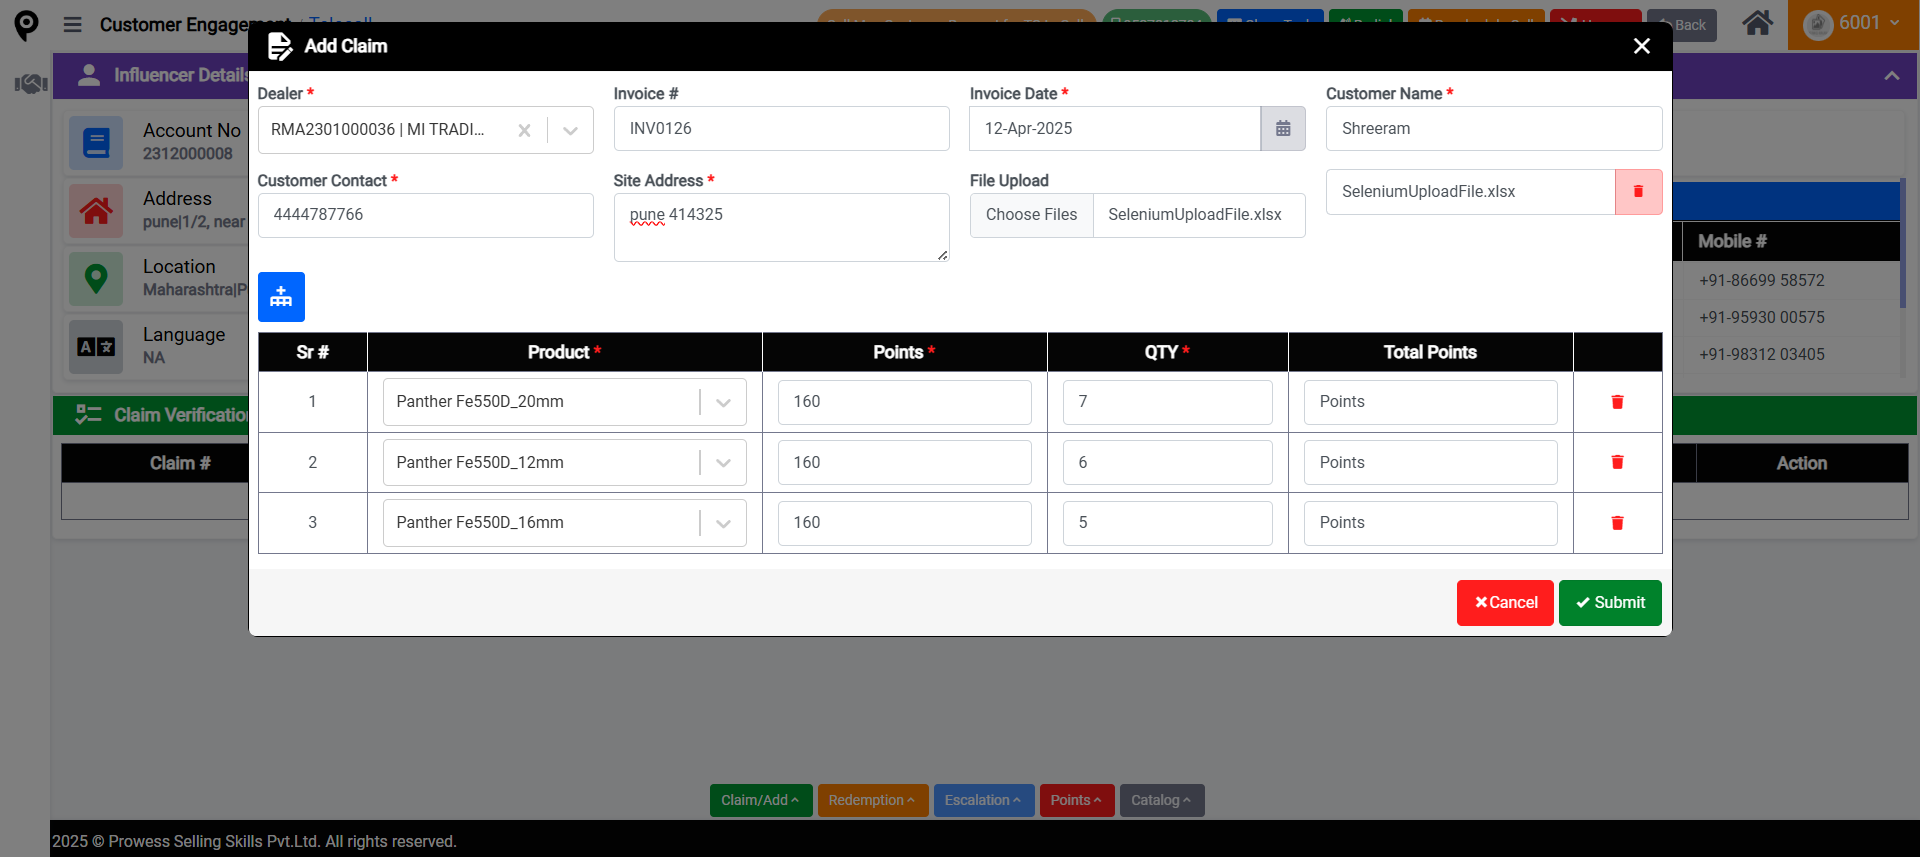 Customer Engagement / Telecall
6001
Back
Add Claim
Influencer Details
Account No
2312000008
Address
pune|1/2, near
Location
Maharashtra|P
Language
NA
Claim Verification
Claim #
Dealer *
RMA2301000036 | MI TRADI...
Invoice #
INV0126
Invoice Date *
12-Apr-2025
Customer Name *
Shreeram
Customer Contact *
4444787766
Site Address *
pune 414325
File Upload
Choose Files SeleniumUploadFile.xlsx
SeleniumUploadFile.xlsx
Sr # Product * Points * QTY * Total Points
1 Panther Fe550D_20mm 160 7 Points
2 Panther Fe550D_12mm 160 6 Points
3 Panther Fe550D_16mm 160 5 Points
Cancel Submit
Mobile #
+91-86699 58572
+91-95930 00575
+91-98312 03405
Action
Claim/Add Redemption Escalation Points Catalog
2025 © Prowess Selling Skills Pvt.Ltd. All rights reserved.